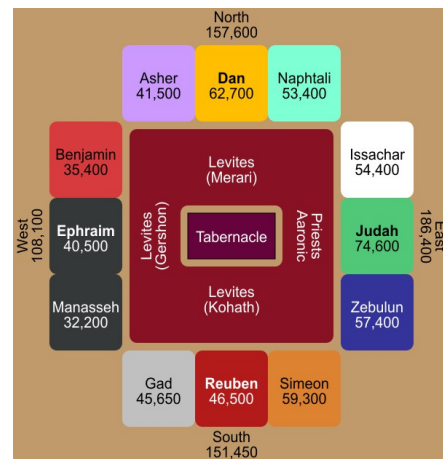 North
157,600
Asher
41,500
Dan
62,700
Naphtali
53,400
Benjamin
35,400
Levites
(Merari)
Issachar
54,400
West
108,100
Ephraim
40,500
Levites
(Gershon)
Tabernacle
Priests
Aaronic
Judah
74,600
East
186,400
Manasseh
32,200
Levites
(Kohath)
Zebulun
57,400
Gad
45,650
Reuben
46,500
Simeon
59,300
South
151,450